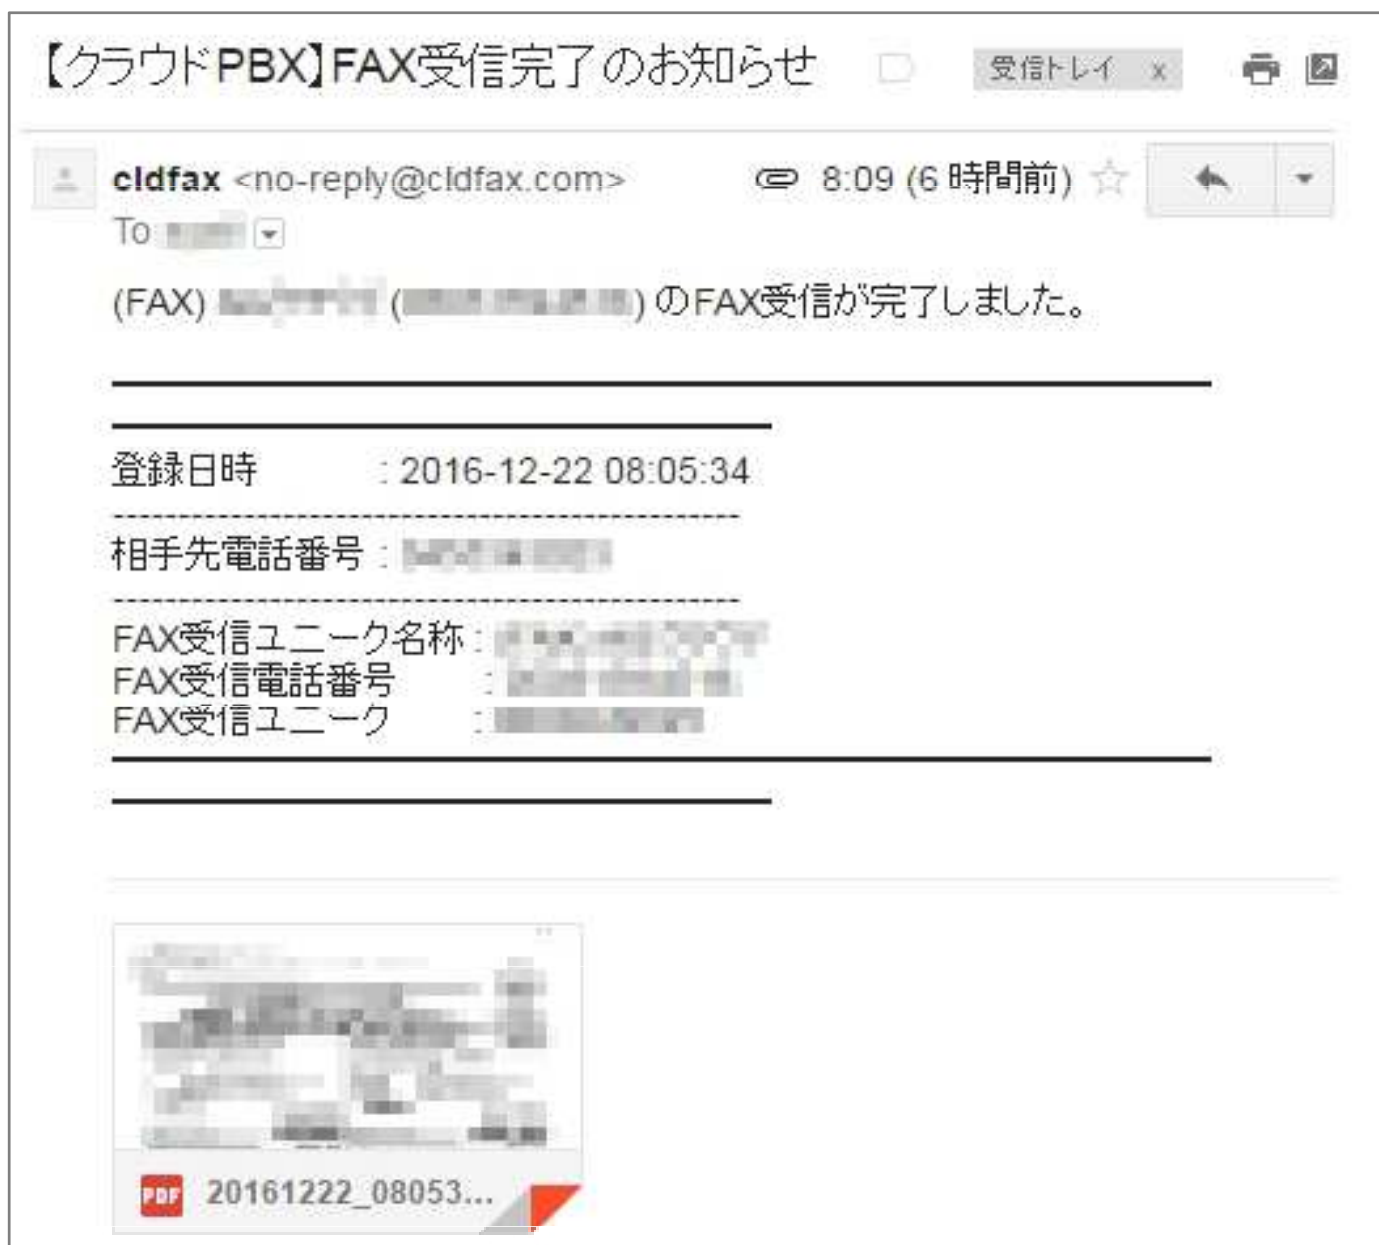 【クラウドPBX】FAX受信完了のお知らせ 受信トレイ x
cldfax <no-reply@cldfax.com> 8:09 (6 時間前)
To
(FAX) ( ) のFAX受信が完了しました。
登録日時 : 2016-12-22 08:05:34
------------------------------------------------
相手先電話番号 :
------------------------------------------------
FAX受信ユニーク名称 :
FAX受信電話番号 :
FAX受信ユニーク :
PDF 20161222_08053...